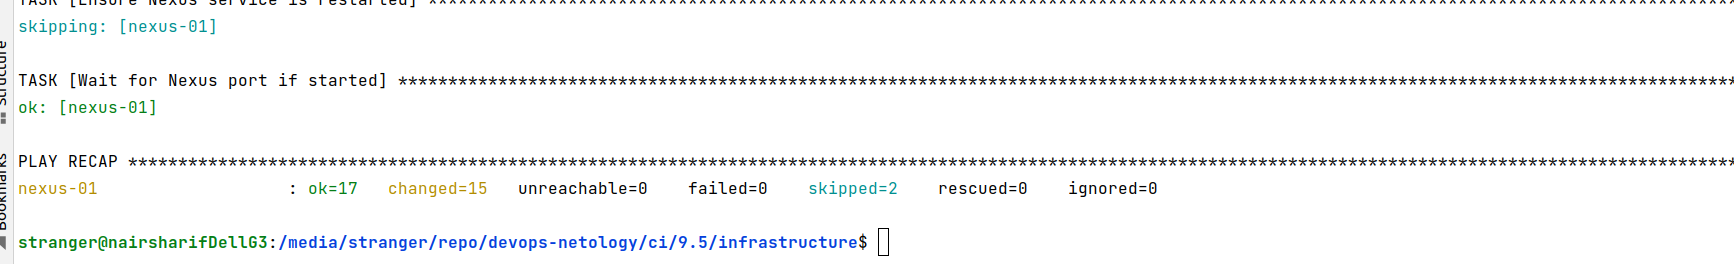 TASK [Ensure Nexus service is restarted] ***********************************************************************************************************************************
skipping: [nexus-01]
TASK [Wait for Nexus port if started] **************************************************************************************************************************************
ok: [nexus-01]
PLAY RECAP *****************************************************************************************************************************************************************
nexus-01                   : ok=17   changed=15   unreachable=0    failed=0    skipped=2    rescued=0    ignored=0
stranger@nairsharifDellG3:/media/stranger/repo/devops-netology/ci/9.5/infrastructure$
Structure
Bookmarks